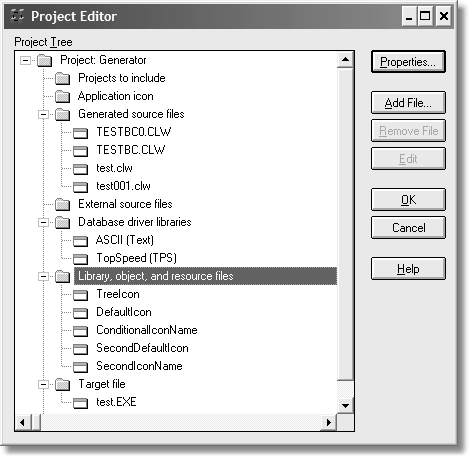 Project Editor
Project Tree
Project: Generator
Projects to include
Application icon
Generated source files
TESTBC0.CLW
TESTBC.CLW
test.clw
test001.clw
External source files
Database driver libraries
ASCII (Text)
TopSpeed (TPS)
Library, object, and resource files
TreeIcon
DefaultIcon
ConditionalIconName
SecondDefaultIcon
SecondIconName
Target file
test.EXE
Properties...
Add File...
Remove File
Edit
OK
Cancel
Help